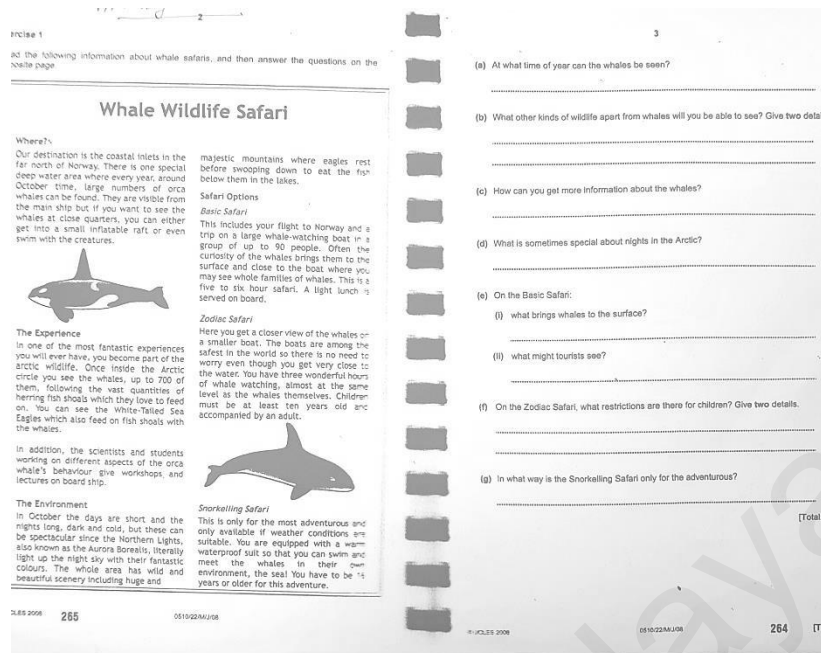 2
ercise 1
ad the following information about whale safaris, and then answer the questions on the
posite page
Whale Wildlife Safari
Where?
Our destination is the coastal inlets in the
far north of Norway. There is one special
deep water area where every year, around
October time, large numbers of orca
whales can be found. They are visible from
the main ship but if you want to see the
whales at close quarters, you can either
get into a small inflatable raft or even
swim with the creatures.
The Experience
In one of the most fantastic experiences
you will ever have, you become part of the
arctic wildlife. Once inside the Arctic
circle you see the whales, up to 700 of
them, following the vast quantities of
herring fish shoals which they love to feed
on. You can see the White-Tailed Sea
Eagles which also feed on fish shoals with
the whales.
In addition, the scientists and students
working on different aspects of the orca
whale's behaviour give workshops and
lectures on board ship.
The Environment
In October the days are short and the
nights long, dark and cold, but these can
be spectacular since the Northern Lights,
also known as the Aurora Borealis, literally
light up the night sky with their fantastic
colours. The whole area has wild and
beautiful scenery including huge and
majestic mountains where eagles rest
before swooping down to eat the fish
below them in the lakes.
Safari Options
Basic Safari
This includes your flight to Norway and a
trip on a large whale-watching boat in a
group of up to 90 people. Often the
curiosity of the whales brings them to the
surface and close to the boat where you
may see whole families of whales. This is a
five to six hour safari. A light lunch is
served on board.
Zodiac Safari
Here you get a closer view of the whales on
a smaller boat. The boats are among the
safest in the world so there is no need to
worry even though you get very close to
the water. You have three wonderful hours
of whale watching, almost at the same
level as the whales themselves. Children
must be at least ten years old and
accompanied by an adult.
Snorkelling Safari
This is only for the most adventurous and
only available if weather conditions are
suitable. You are equipped with a warm
waterproof suit so that you can swim and
meet the whales in their own
environment, the sea! You have to be
years or older for this adventure.
CLES 2008 265 0510/22/M/J/08
3
(a) At what time of year can the whales be seen?
(b) What other kinds of wildlife apart from whales will you be able to see? Give two deta
(c) How can you get more information about the whales?
(d) What is sometimes special about nights in the Arctic?
(e) On the Basic Safari:
(i) what brings whales to the surface?
(ii) what might tourists see?
(f) On the Zodiac Safari, what restrictions are there for children? Give two details.
(g) In what way is the Snorkelling Safari only for the adventurous?
[Total
© UCLES 2008 0510/22/M/J/08 264 [T